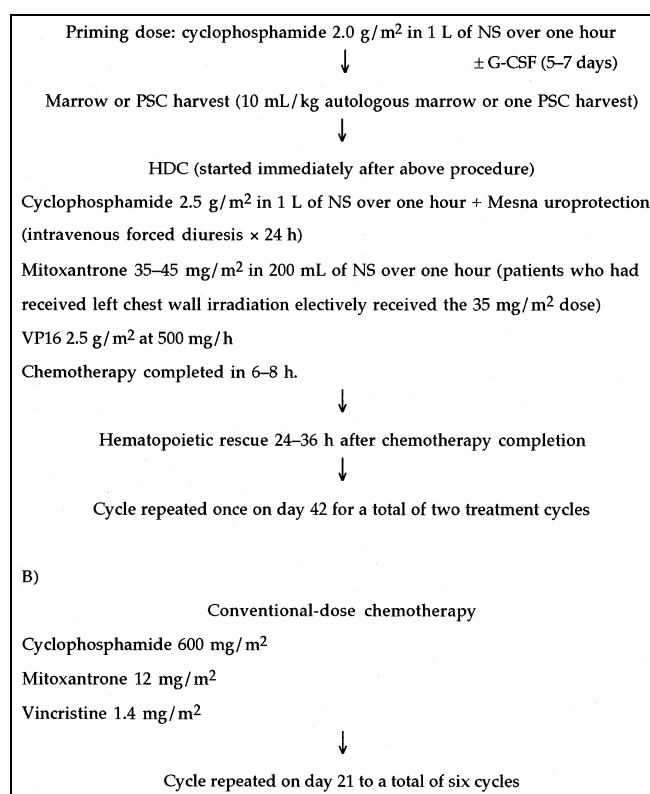 Priming dose: cyclophosphamide 2.0 g/m² in 1 L of NS over one hour
↓ ± G-CSF (5–7 days)
Marrow or PSC harvest (10 mL/kg autologous marrow or one PSC harvest)
↓
HDC (started immediately after above procedure)
Cyclophosphamide 2.5 g/m² in 1 L of NS over one hour + Mesna uroprotection
(intravenous forced diuresis × 24 h)
Mitoxantrone 35–45 mg/m² in 200 mL of NS over one hour (patients who had
received left chest wall irradiation electively received the 35 mg/m² dose)
VP16 2.5 g/m² at 500 mg/h
Chemotherapy completed in 6–8 h.
↓
Hematopoietic rescue 24–36 h after chemotherapy completion
↓
Cycle repeated once on day 42 for a total of two treatment cycles
B)
Conventional-dose chemotherapy
Cyclophosphamide 600 mg/m²
Mitoxantrone 12 mg/m²
Vincristine 1.4 mg/m²
↓
Cycle repeated on day 21 to a total of six cycles